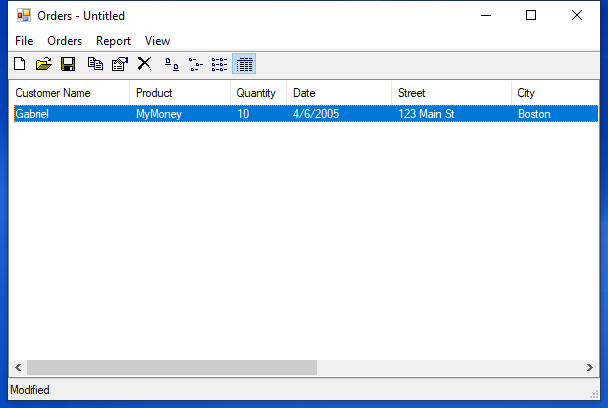 Orders - Untitled
File Orders Report View
Customer Name Product Quantity Date Street City
Gabriel MyMoney 10 4/6/2005 123 Main St Boston
Modified